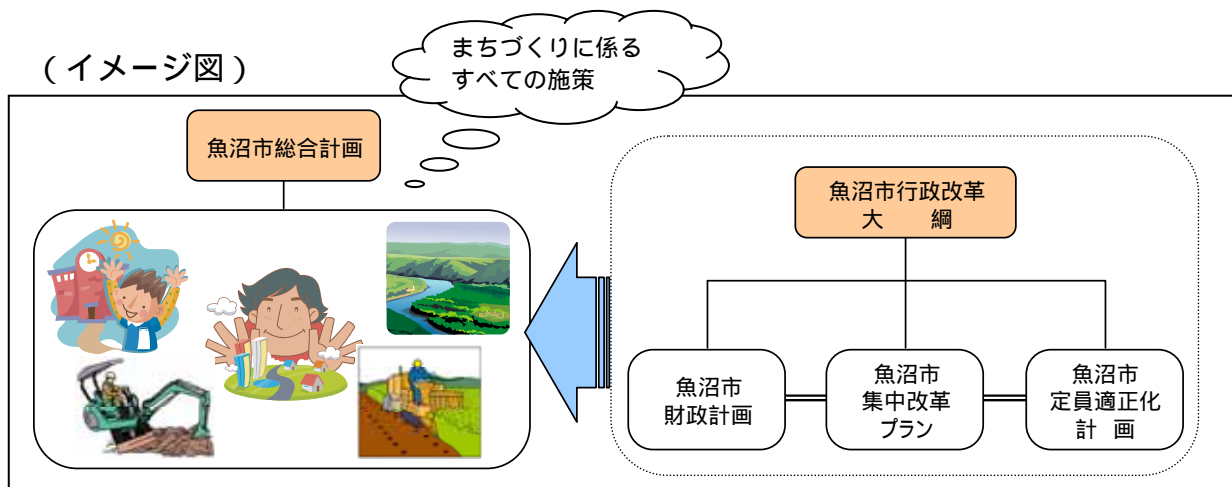 (イメージ図)
まちづくりに係る
すべての施策
魚沼市総合計画
魚沼市行政改革
大　　綱
魚沼市
財政計画
魚沼市
集中改革
プラン
魚沼市
定員適正化
計　画